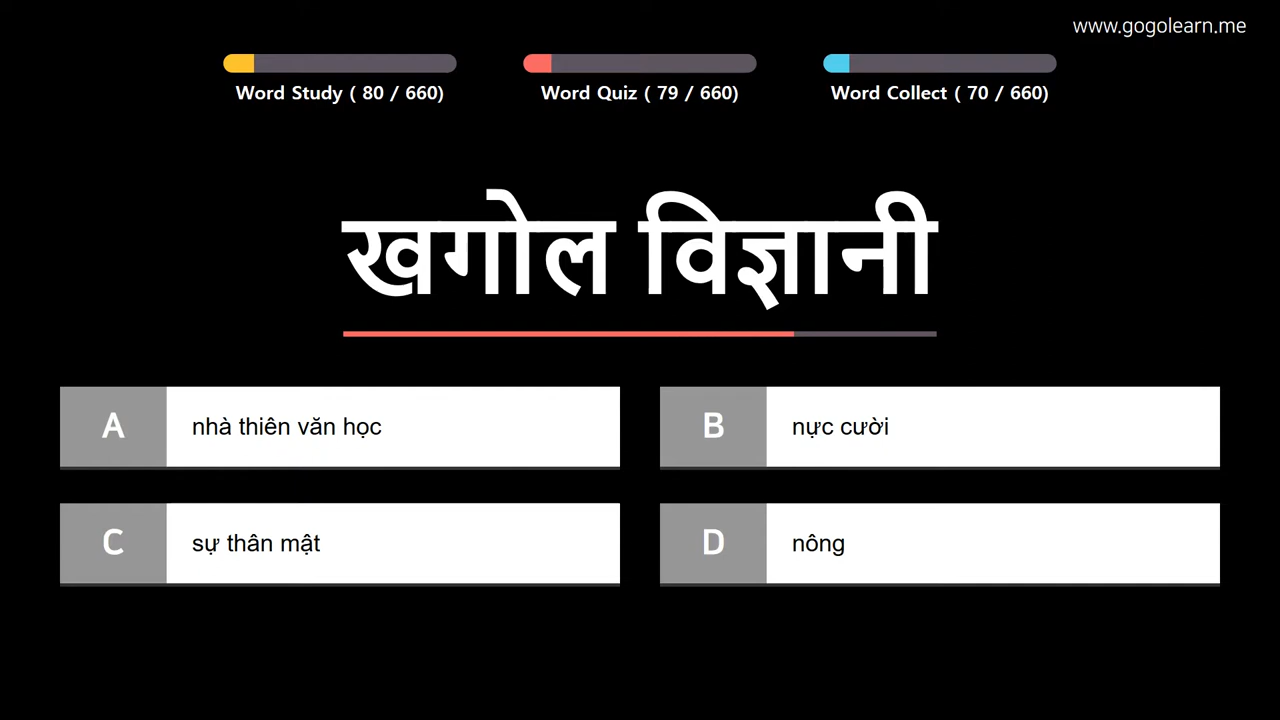 www.gogolearn.me
Word Study ( 80 / 660)
Word Quiz ( 79 / 660)
Word Collect ( 70 / 660)
खगोल विज्ञानी
A
nhà thiên văn học
B
nực cười
C
sự thân mật
D
nông